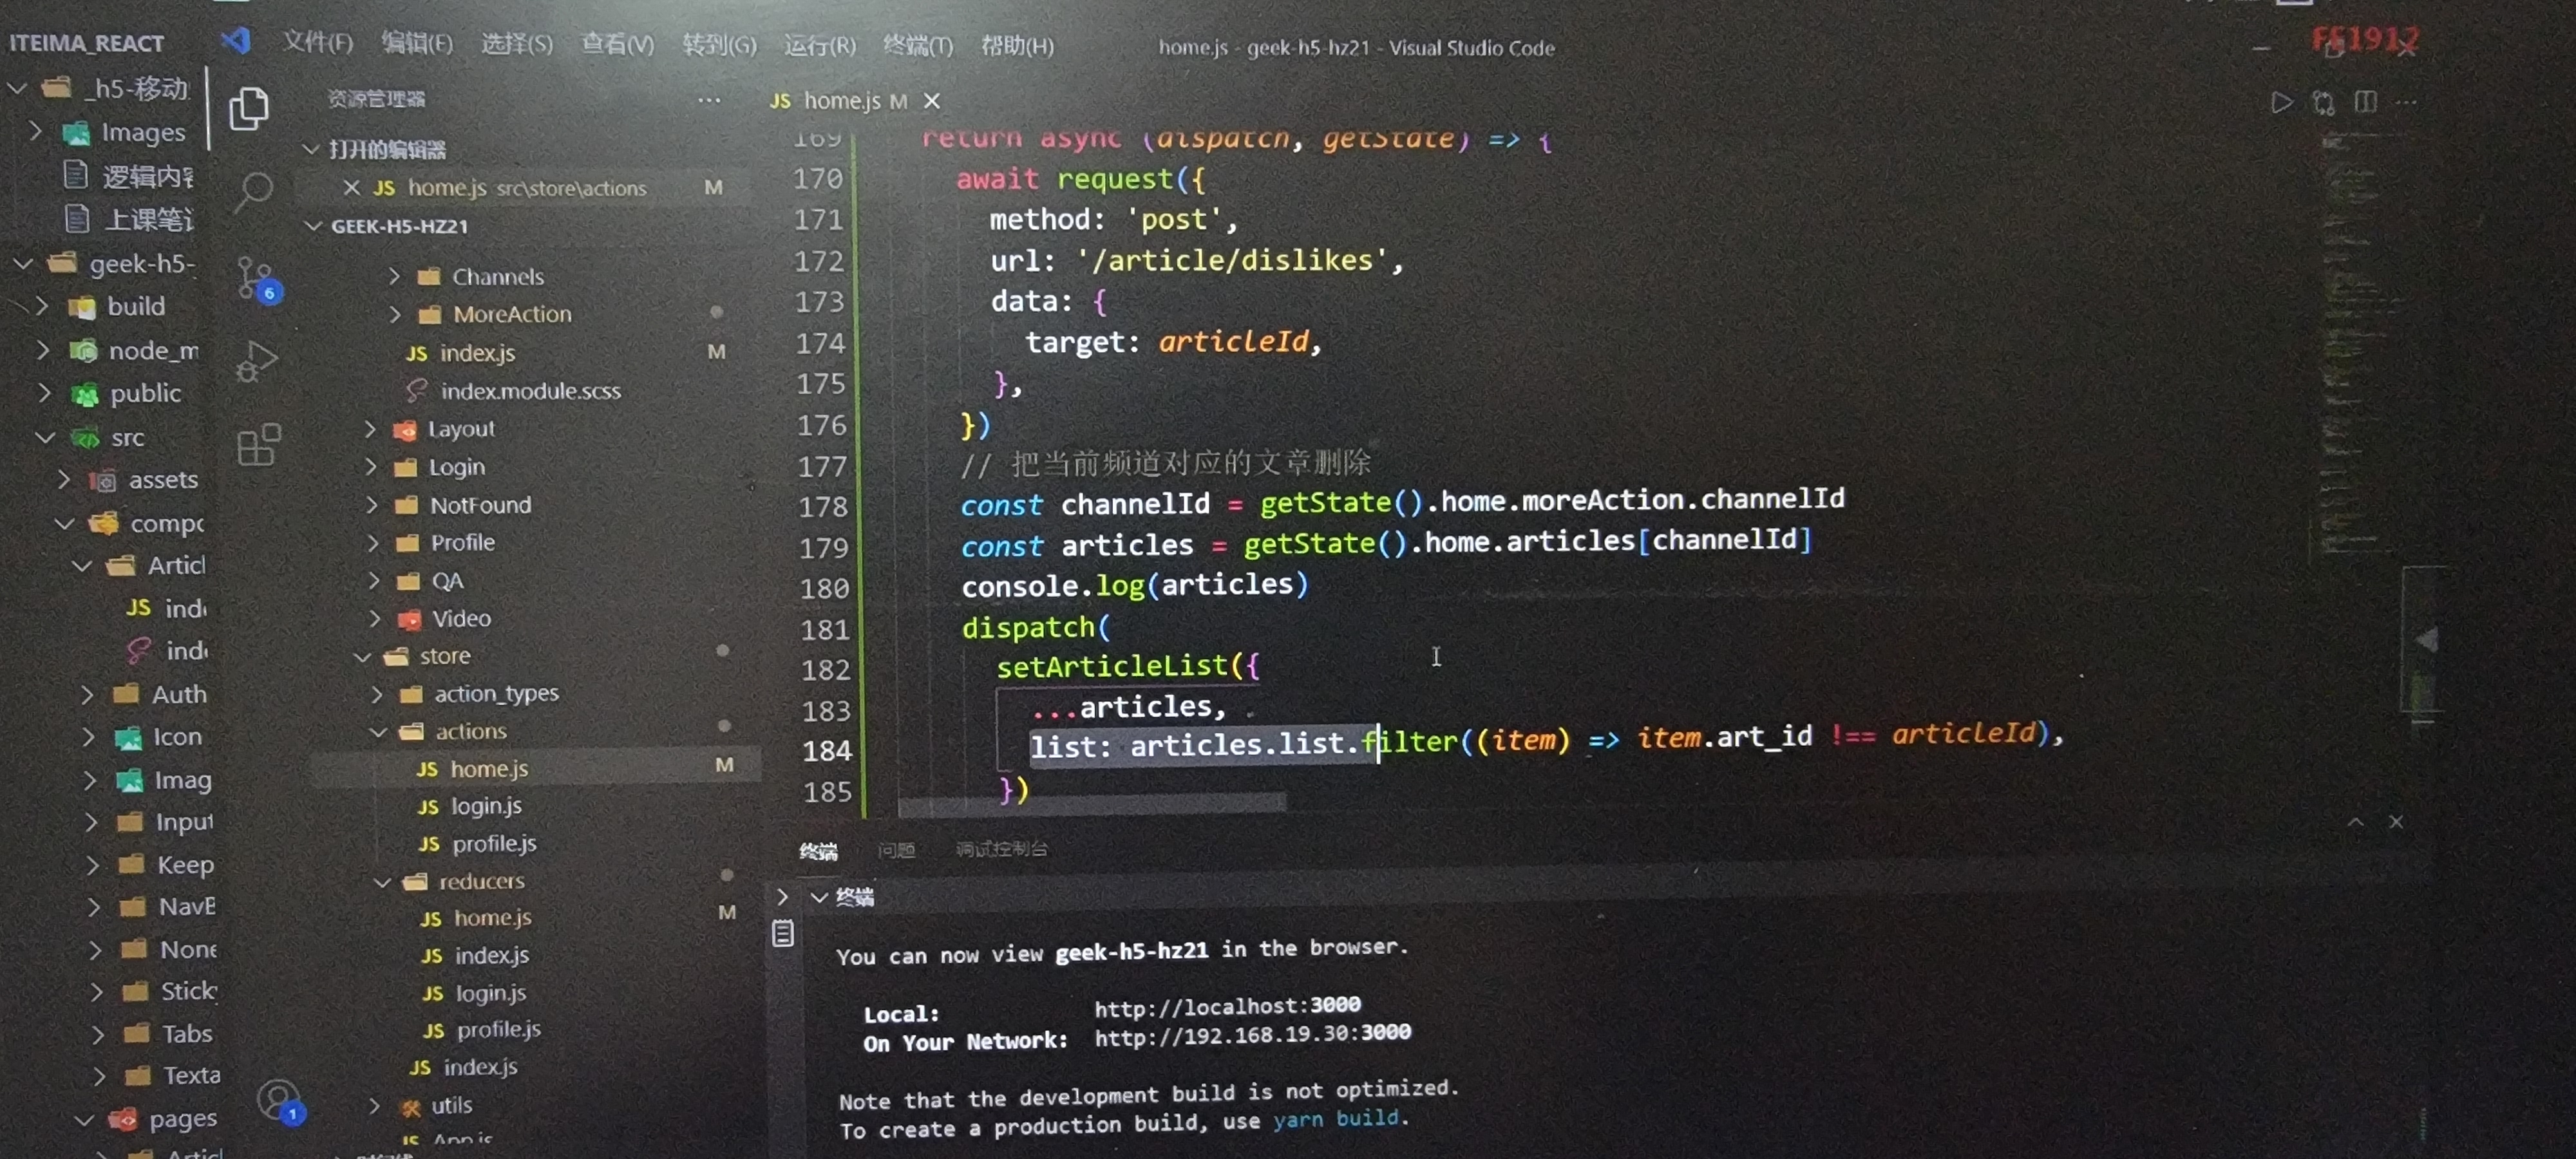 ITEIMA_REACT
_h5-移动
Images
逻辑内容
上课笔记
geek-h5-
build
node_m
public
src
assets
compo
Articl
JS ind
ind
Auth
Icon
Imag
Input
Keep
NavB
None
Stick
Tabs
Texta
pages
文件(F) 编辑(E) 选择(S) 查看(V) 转到(G) 运行(R) 终端(T) 帮助(H)
home.js - geek-h5-hz21 - Visual Studio Code
6
1
资源管理器 ...
打开的编辑器
JS home.js src\store\actions M
GEEK-H5-HZ21
Channels
MoreAction
JS index.js M
index.module.scss
Layout
Login
NotFound
Profile
QA
Video
store
action_types
actions
JS home.js M
JS login.js
JS profile.js
reducers
JS home.js M
JS index.js
JS login.js
JS profile.js
JS index.js
utils
JS App.js
JS home.js M
169 return async (dispatch, getState) => {
170 await request({
171 method: 'post',
172 url: '/article/dislikes',
173 data: {
174 target: articleId,
175 },
176 })
177 // 把当前频道对应的文章删除
178 const channelId = getState().home.moreAction.channelId
179 const articles = getState().home.articles[channelId]
180 console.log(articles)
181 dispatch(
182 setArticleList({
183 ...articles,
184 list: articles.list.filter((item) => item.art_id !== articleId),
185 })
终端 问题 调试控制台
终端
You can now view geek-h5-hz21 in the browser.
Local: http://localhost:3000
On Your Network: http://192.168.19.30:3000
Note that the development build is not optimized.
To create a production build, use yarn build.